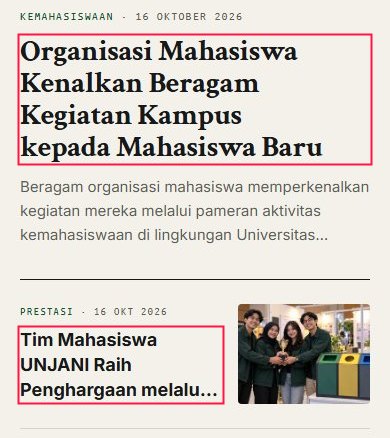 KEMAHASISWAAN · 16 OKTOBER 2026
Organisasi Mahasiswa
Kenalkan Beragam
Kegiatan Kampus
kepada Mahasiswa Baru
Beragam organisasi mahasiswa memperkenalkan
kegiatan mereka melalui pameran aktivitas
kemahasiswaan di lingkungan Universitas...
PRESTASI · 16 OKT 2026
Tim Mahasiswa
UNJANI Raih
Penghargaan melalu...